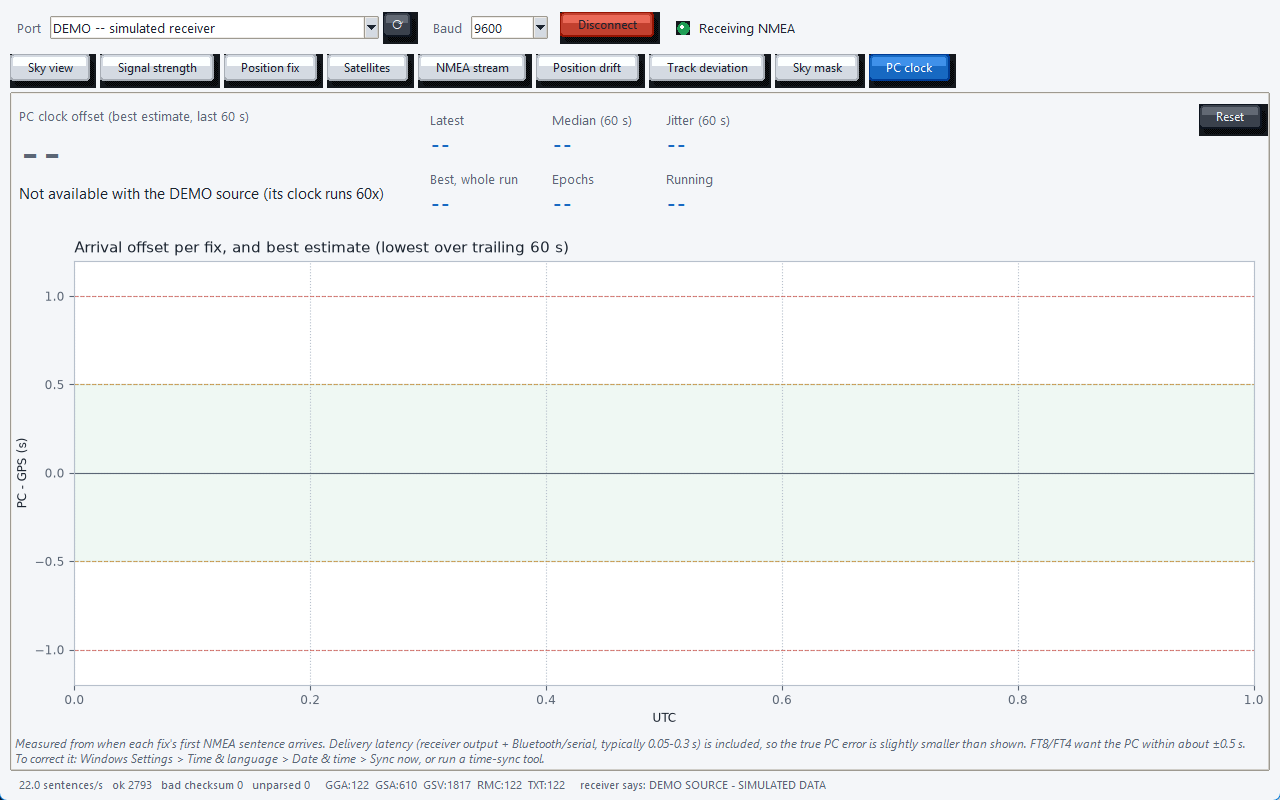 Port DEMO -- simulated receiver Baud 9600 Disconnect Receiving NMEA
Sky view Signal strength Position fix Satellites NMEA stream Position drift Track deviation Sky mask PC clock
PC clock offset (best estimate, last 60 s)
--
Not available with the DEMO source (its clock runs 60x)
Latest Median (60 s) Jitter (60 s)
-- -- --
Best, whole run Epochs Running
-- -- --
Reset
Arrival offset per fix, and best estimate (lowest over trailing 60 s)
1.0
0.5
0.0
−0.5
−1.0
PC - GPS (s)
0.0 0.2 0.4 0.6 0.8 1.0
UTC
Measured from when each fix's first NMEA sentence arrives. Delivery latency (receiver output + Bluetooth/serial, typically 0.05-0.3 s) is included, so the true PC error is slightly smaller than shown. FT8/FT4 want the PC within about ±0.5 s.
To correct it: Windows Settings > Time & language > Date & time > Sync now, or run a time-sync tool.
22.0 sentences/s ok 2793 bad checksum 0 unparsed 0 GGA:122 GSA:610 GSV:1817 RMC:122 TXT:122 receiver says: DEMO SOURCE - SIMULATED DATA